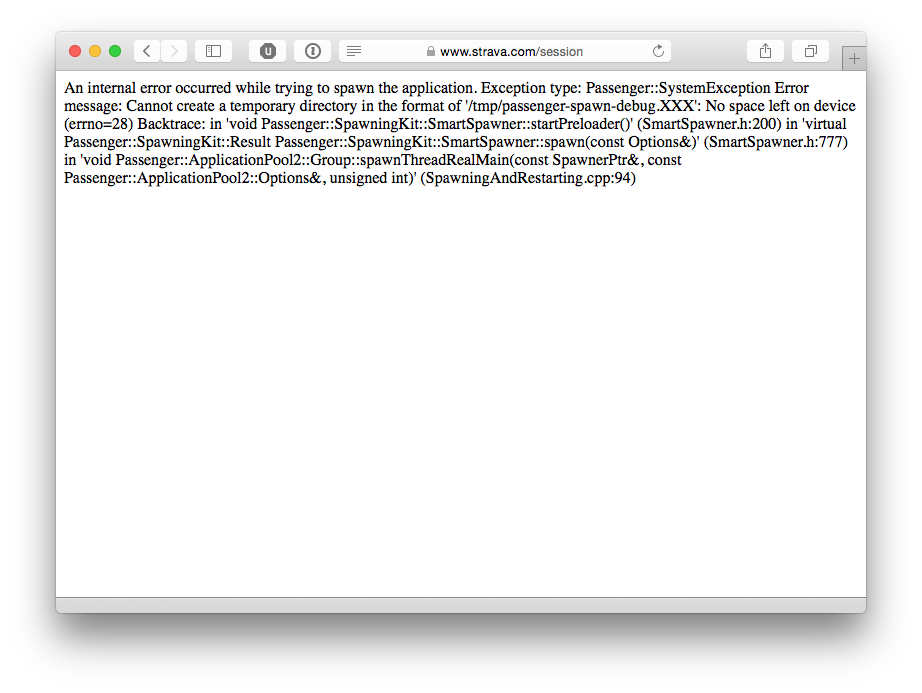 www.strava.com/session
An internal error occurred while trying to spawn the application. Exception type: Passenger::SystemException Error
message: Cannot create a temporary directory in the format of '/tmp/passenger-spawn-debug.XXX': No space left on device
(errno=28) Backtrace: in 'void Passenger::SpawningKit::SmartSpawner::startPreloader()' (SmartSpawner.h:200) in 'virtual
Passenger::SpawningKit::Result Passenger::SpawningKit::SmartSpawner::spawn(const Options&)' (SmartSpawner.h:777)
in 'void Passenger::ApplicationPool2::Group::spawnThreadRealMain(const SpawnerPtr&, const
Passenger::ApplicationPool2::Options&, unsigned int)' (SpawningAndRestarting.cpp:94)